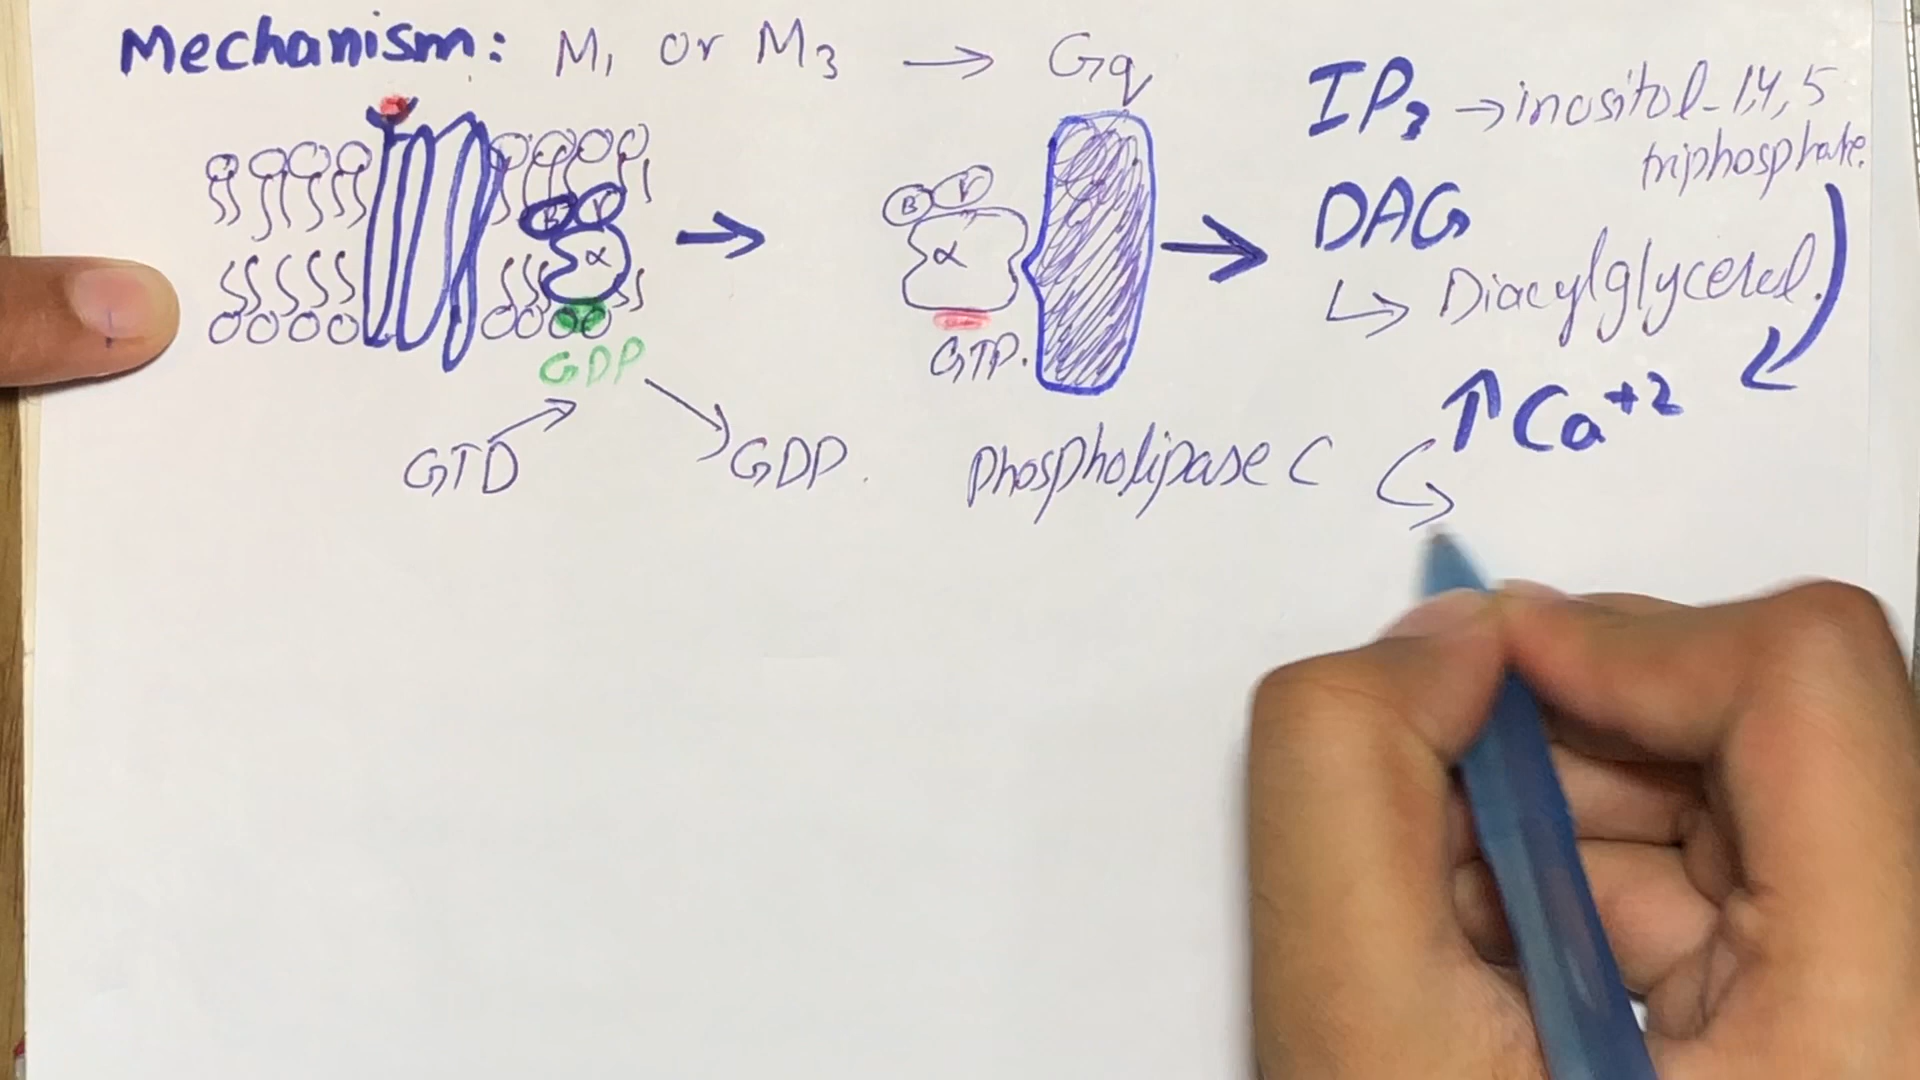 Mechanism: M1 or M3 → Gq
IP3 → inositol-1,4,5
triphosphate.
DAG
↳ Diacylglycerol.
B γ
α
GDP
GTD
GDP.
B γ
α
GTP.
Phospholipase C
↑ Ca+2